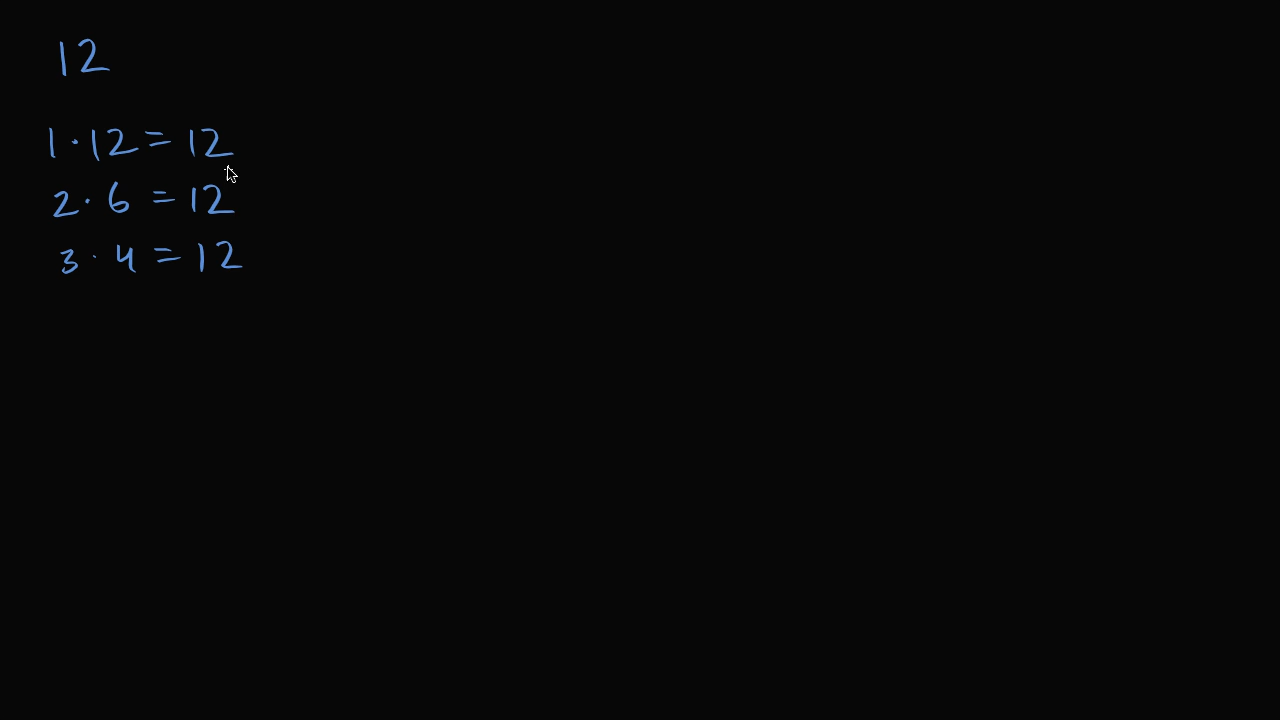 12
1 · 12 = 12
2 · 6 = 12
3 · 4 = 12